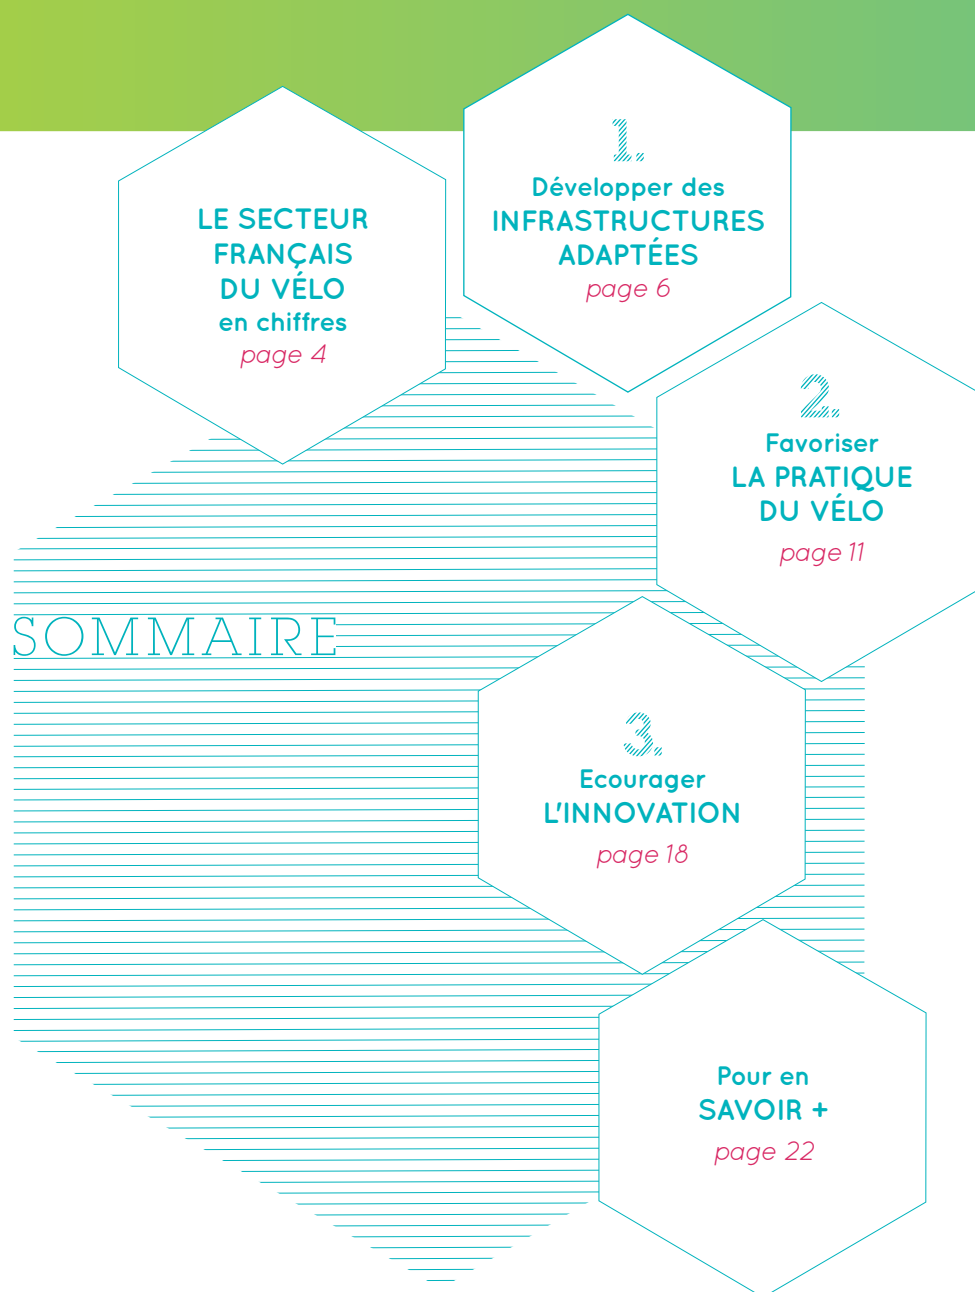 LE SECTEUR
FRANÇAIS
DU VÉLO
en chiffres
page 4
1.
Développer des
INFRASTRUCTURES
ADAPTÉES
page 6
2.
Favoriser
LA PRATIQUE
DU VÉLO
page 11
SOMMAIRE
3.
Ecourager
L'INNOVATION
page 18
Pour en
SAVOIR +
page 22